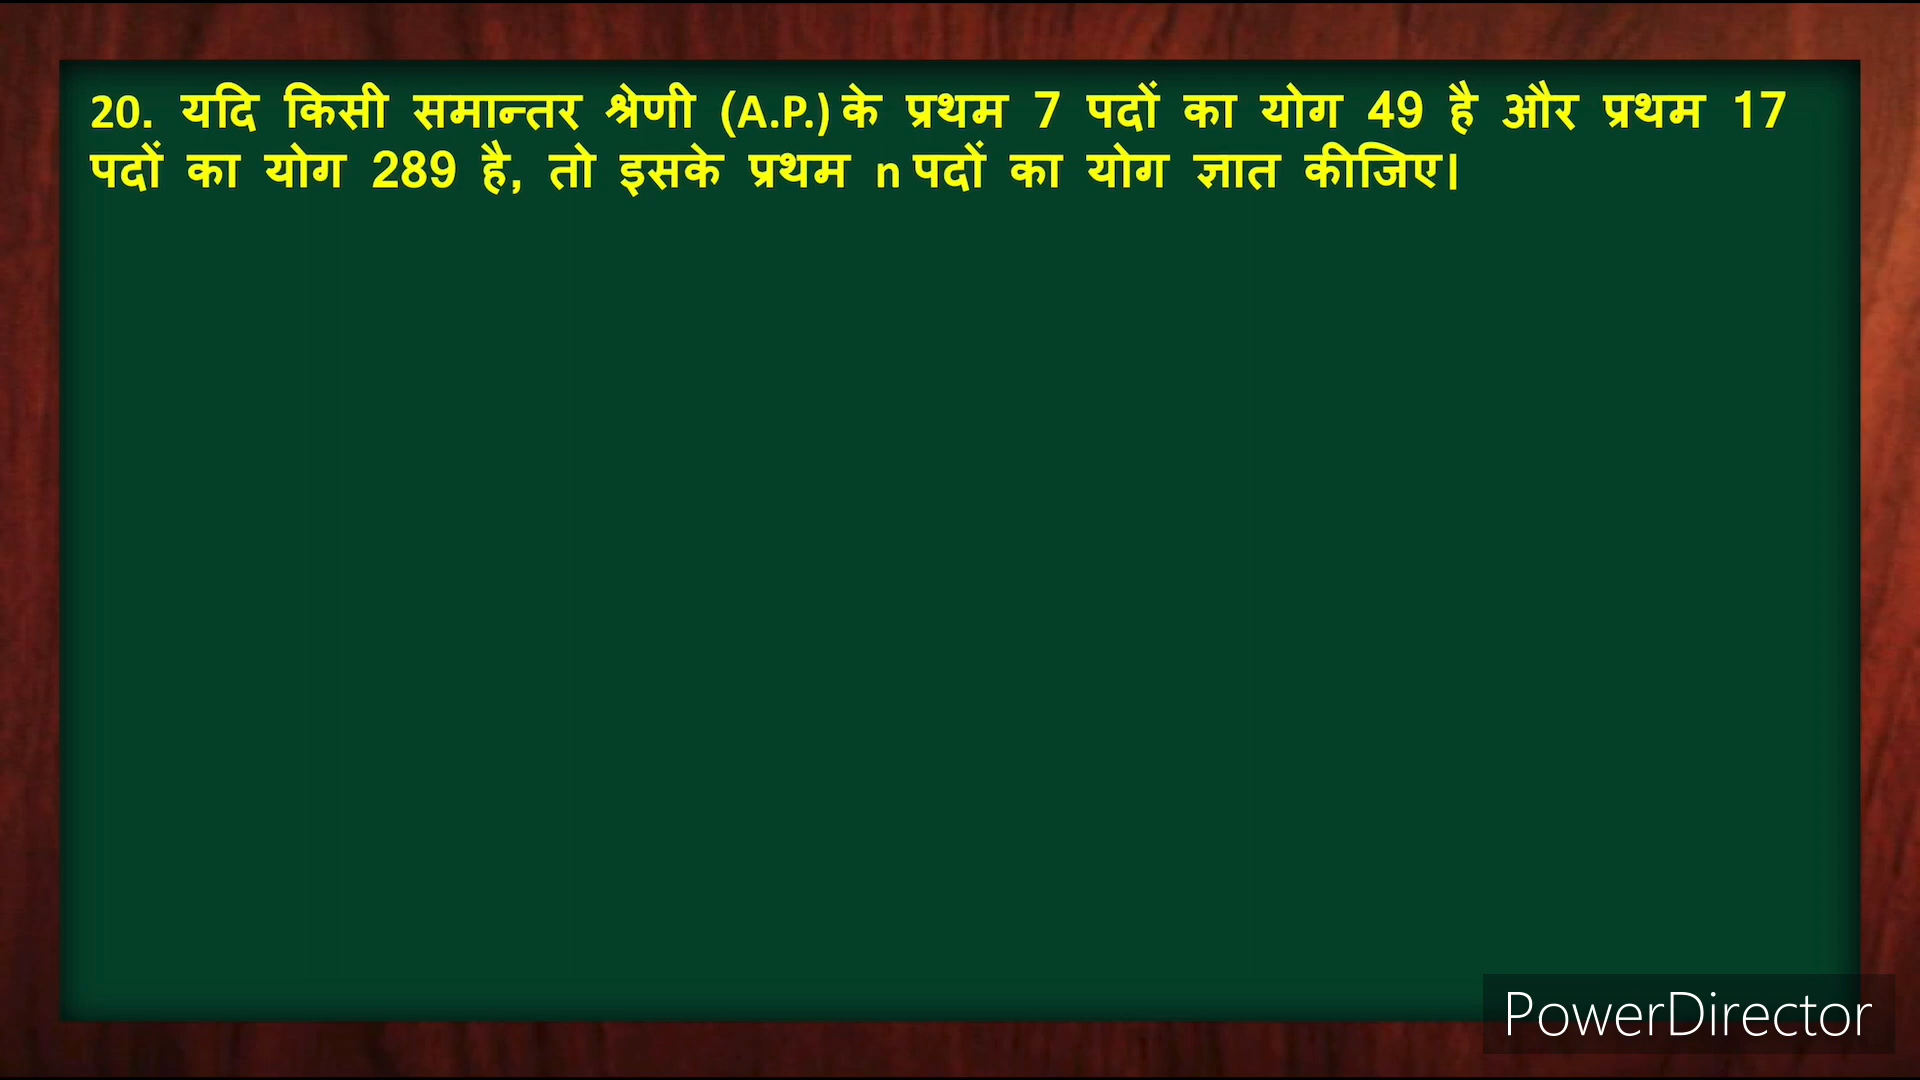 20. यदि किसी समान्तर श्रेणी (A.P.) के प्रथम 7 पदों का योग 49 है और प्रथम 17
पदों का योग 289 है, तो इसके प्रथम n पदों का योग ज्ञात कीजिए।
PowerDirector